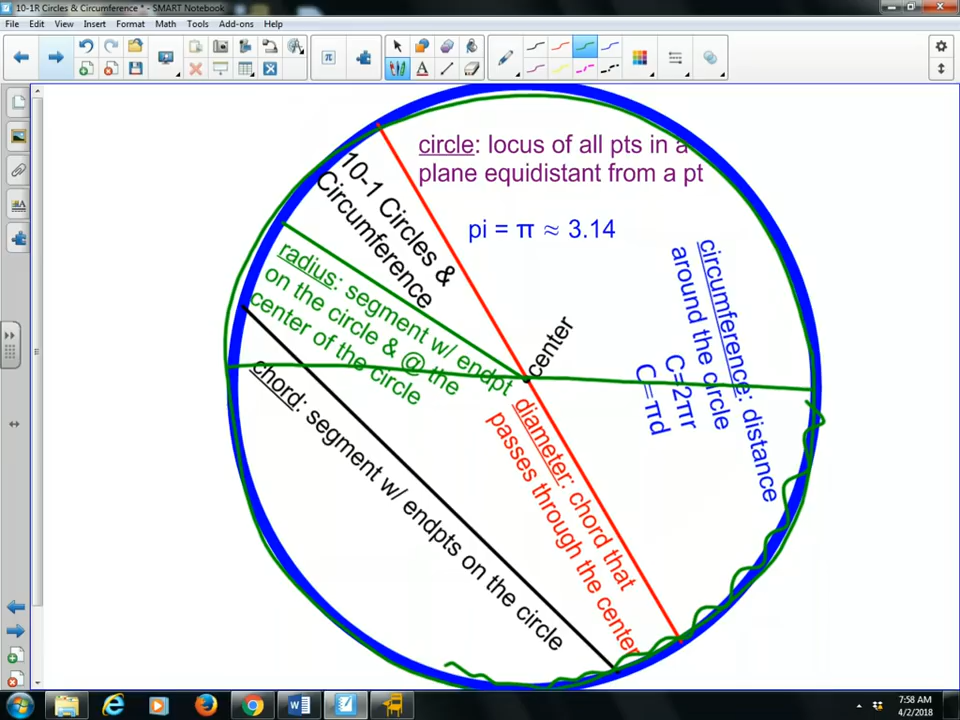 10-1R Circles & Circumference * - SMART Notebook
File Edit View Insert Format Math Tools Add-ons Help
circle: locus of all pts in a
plane equidistant from a pt
pi = π ≈ 3.14
10-1 Circles &
Circumference
radius: segment w/ endpt
on the circle & @ the
center of the circle
center
circumference: distance
around the circle
C=2πr
C=πd
diameter: chord that
passes through the center
chord: segment w/ endpts on the circle
7:58 AM
4/2/2018